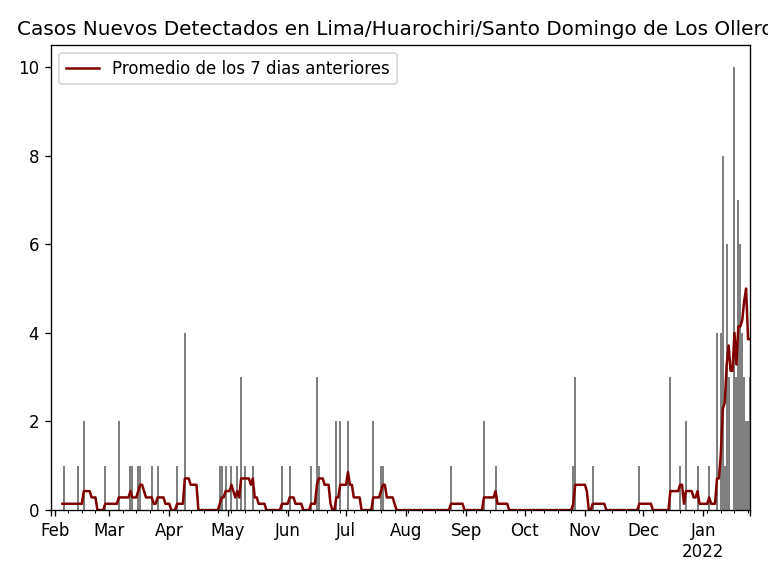 Casos Nuevos Detectados en Lima/Huarochiri/Santo Domingo de Los Ollero
Promedio de los 7 dias anteriores
10
8
6
4
2
0
Feb Mar Apr May Jun Jul Aug Sep Oct Nov Dec Jan
2022